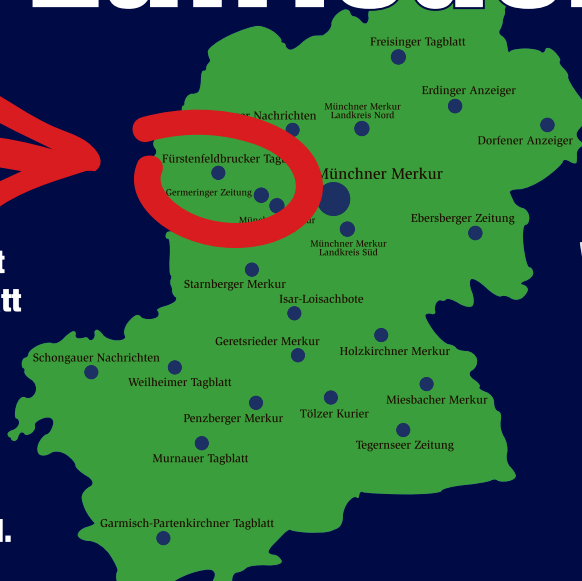 Freisinger Tagblatt
Erdinger Anzeiger
Münchner Merkur
Landkreis Nord
Nachrichten
Dorfener Anzeiger
Fürstenfeldbrucker
Münchner Merkur
Germeringer Zeitung
Ebersberger Zeitung
Münchner Merkur
Landkreis Süd
Starnberger Merkur
Isar-Loisachbote
Geretsrieder Merkur
Holzkirchner Merkur
Schongauer Nachrichten
Weilheimer Tagblatt
Miesbacher Merkur
Penzberger Merkur
Tölzer Kurier
Tegernseer Zeitung
Murnauer Tagblatt
Garmisch-Partenkirchner Tagblatt